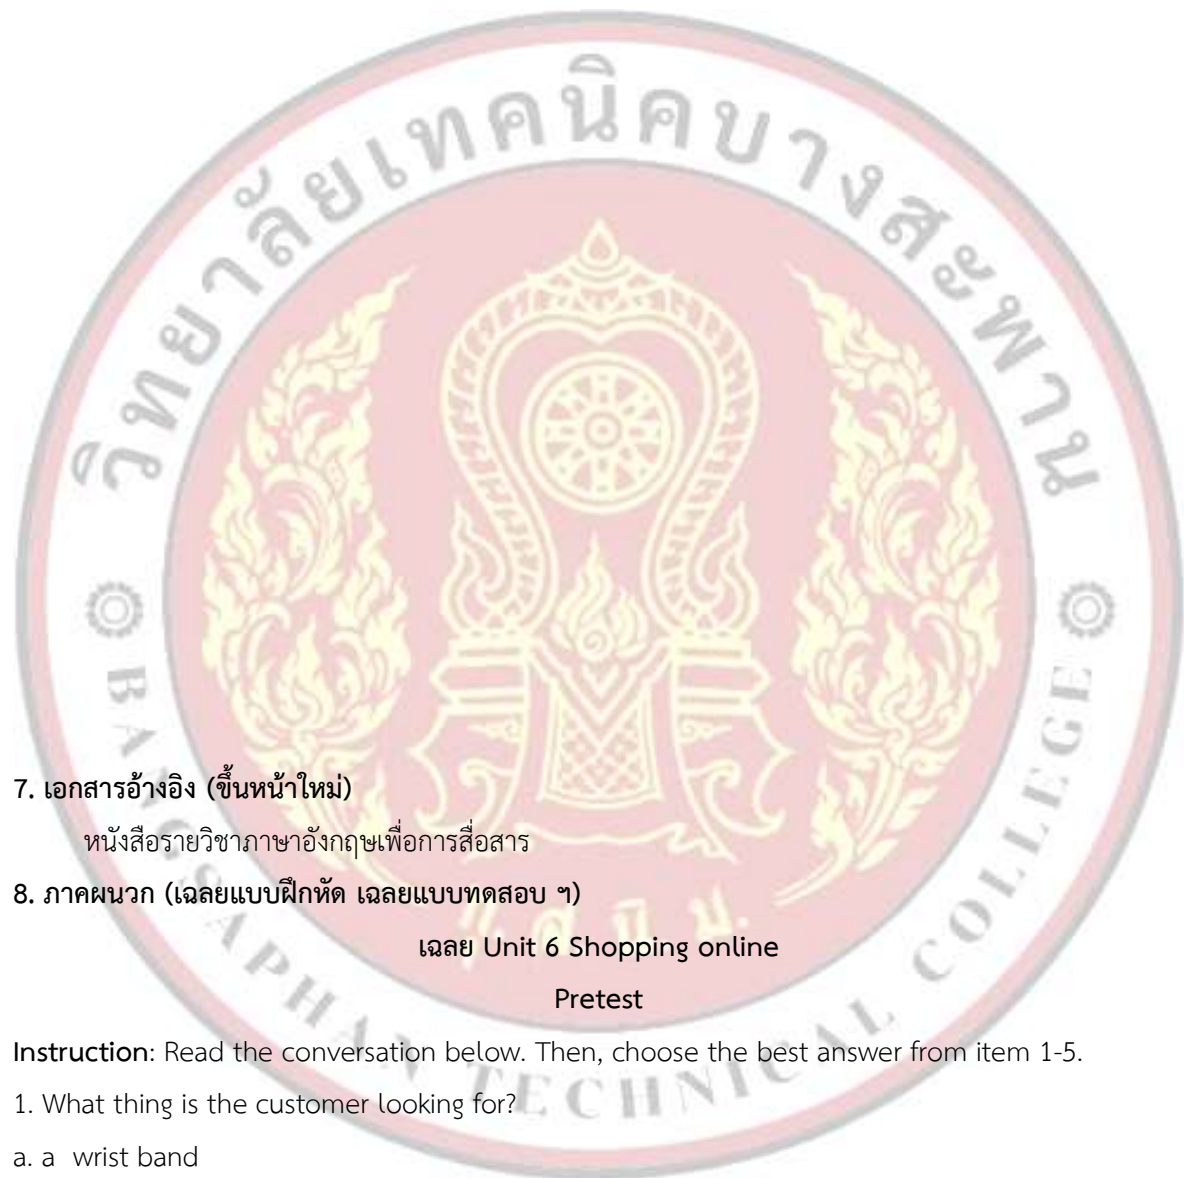 วิทยาลัยเทคนิคบางสะพาน
7. เอกสารอ้างอิง (ขึ้นหน้าใหม่)
หนังสือรายวิชาภาษาอังกฤษเพื่อการสื่อสาร
8. ภาคผนวก (เฉลยแบบฝึกหัด เฉลยแบบทดสอบ ฯ)
เฉลย Unit 6 Shopping online
Pretest
Instruction: Read the conversation below. Then, choose the best answer from item 1-5.
1. What thing is the customer looking for?
a. a wrist band
BANGSAPHAN TECHNICAL COLLEGE